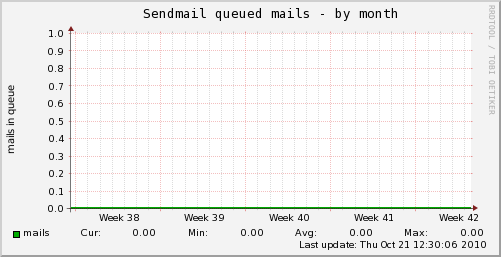 Sendmail queued mails - by month
RRDTOOL / TOBI OETIKER
mails in queue
1.0
0.9
0.8
0.7
0.6
0.5
0.4
0.3
0.2
0.1
0.0
Week 38 Week 39 Week 40 Week 41 Week 42
mails Cur: 0.00 Min: 0.00 Avg: 0.00 Max: 0.00
Last update: Thu Oct 21 12:30:06 2010